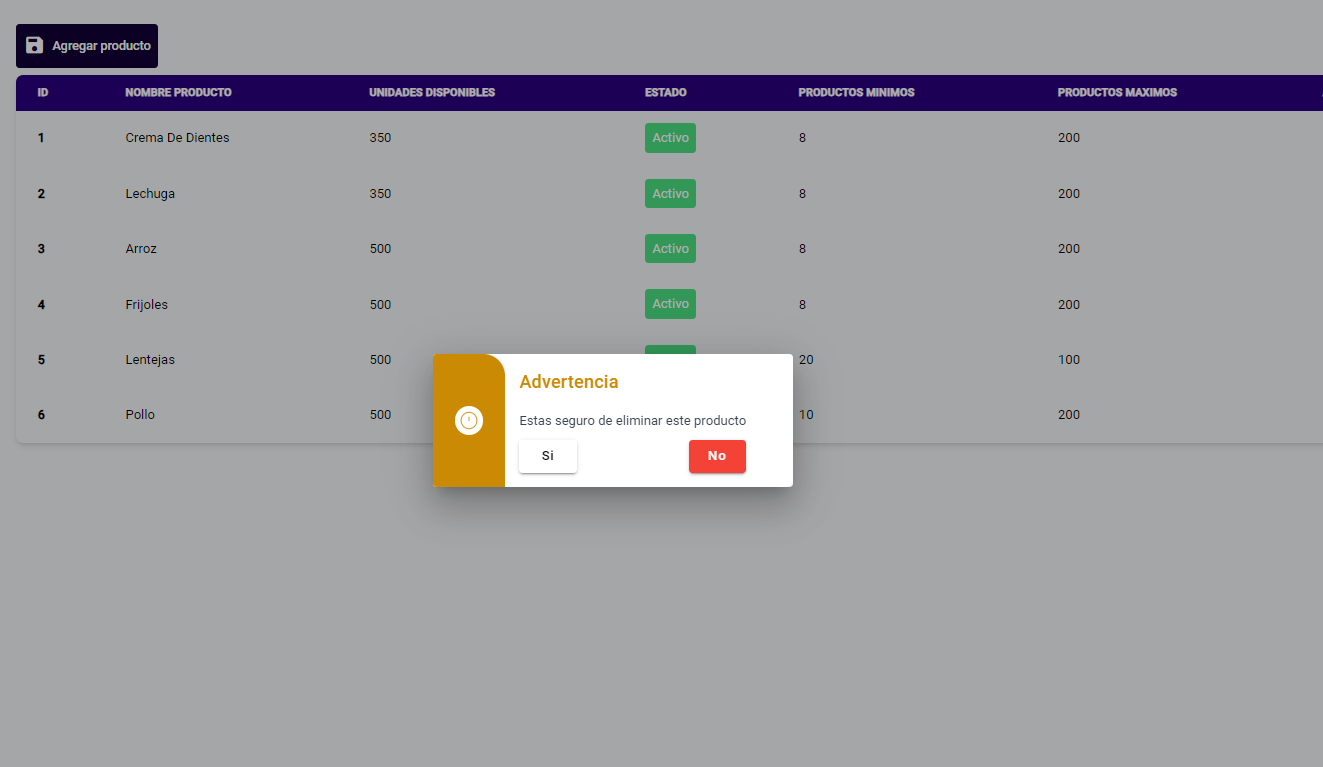 Agregar producto
ID NOMBRE PRODUCTO UNIDADES DISPONIBLES ESTADO PRODUCTOS MINIMOS PRODUCTOS MAXIMOS
1 Crema De Dientes 350 Activo 8 200
2 Lechuga 350 Activo 8 200
3 Arroz 500 Activo 8 200
4 Frijoles 500 Activo 8 200
5 Lentejas 500 20 100
6 Pollo 500 10 200
Advertencia
Estas seguro de eliminar este producto
Si No